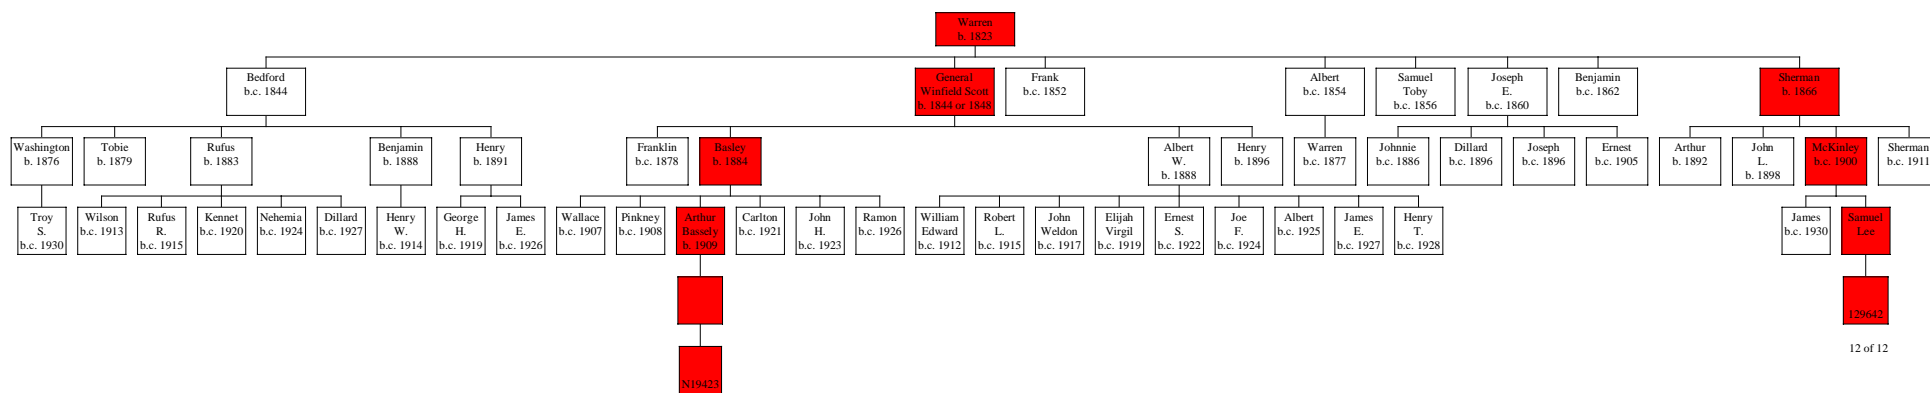 Warren
b. 1823
Bedford
b.c. 1844
General
Winfield Scott
b. 1844 or 1848
Frank
b.c. 1852
Albert
b.c. 1854
Samuel
Toby
b.c. 1856
Joseph
E.
b.c. 1860
Benjamin
b.c. 1862
Sherman
b. 1866
Washington
b. 1876
Tobie
b. 1879
Rufus
b. 1883
Benjamin
b. 1888
Henry
b. 1891
Franklin
b.c. 1878
Basley
b. 1884
Albert
W.
b. 1888
Henry
b. 1896
Warren
b.c. 1877
Johnnie
b.c. 1886
Dillard
b.c. 1896
Joseph
b.c. 1896
Ernest
b.c. 1905
Arthur
b. 1892
John
L.
b. 1898
McKinley
b.c. 1900
Sherman
b.c. 1911
Troy
S.
b.c. 1930
Wilson
b.c. 1913
Rufus
R.
b.c. 1915
Kennet
b.c. 1920
Nehemia
b.c. 1924
Dillard
b.c. 1927
Henry
W.
b.c. 1914
George
H.
b.c. 1919
James
E.
b.c. 1926
Wallace
b.c. 1907
Pinkney
b.c. 1908
Arthur
Bassely
b. 1909
Carlton
b.c. 1921
John
H.
b.c. 1923
Ramon
b.c. 1926
William
Edward
b.c. 1912
Robert
L.
b.c. 1915
John
Weldon
b.c. 1917
Elijah
Virgil
b.c. 1919
Ernest
S.
b.c. 1922
Joe
F.
b.c. 1924
Albert
b.c. 1925
James
E.
b.c. 1927
Henry
T.
b.c. 1928
James
b.c. 1930
Samuel
Lee
129642
12 of 12
N19423